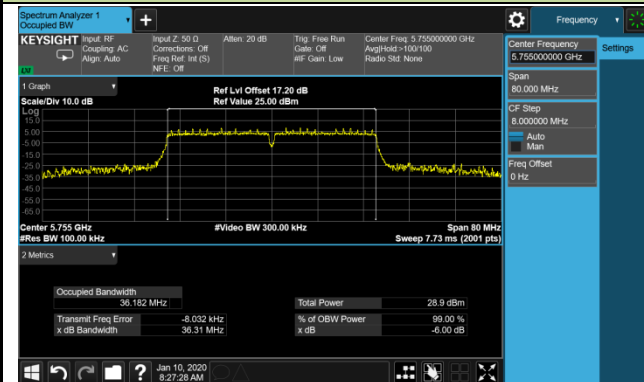 Spectrum Analyzer 1
Occupied BW
Frequency
KEYSIGHT
Input: RF
Coupling: AC
Align: Auto
Input Z: 50 Ω
Corrections: Off
Freq Ref: Int (S)
NFE: Off
Atten: 20 dB
Trig: Free Run
Gate: Off
#IF Gain: Low
Center Freq: 5.755000000 GHz
Avg|Hold:>100/100
Radio Std: None
LXI
Center Frequency
5.755000000 GHz
Settings
Span
80.000 MHz
CF Step
8.000000 MHz
Auto
Man
Freq Offset
0 Hz
1 Graph
Scale/Div 10.0 dB
Ref Lvl Offset 17.20 dB
Ref Value 25.00 dBm
Log
15.0
5.00
-5.00
-15.0
-25.0
-35.0
-45.0
-55.0
-65.0
Center 5.755 GHz
#Res BW 100.00 kHz
#Video BW 300.00 kHz
Span 80 MHz
Sweep 7.73 ms (2001 pts)
2 Metrics
Occupied Bandwidth
36.182 MHz
Transmit Freq Error -8.032 kHz
x dB Bandwidth 36.31 MHz
Total Power 28.9 dBm
% of OBW Power 99.00 %
x dB -6.00 dB
?
Jan 10, 2020
8:27:28 AM